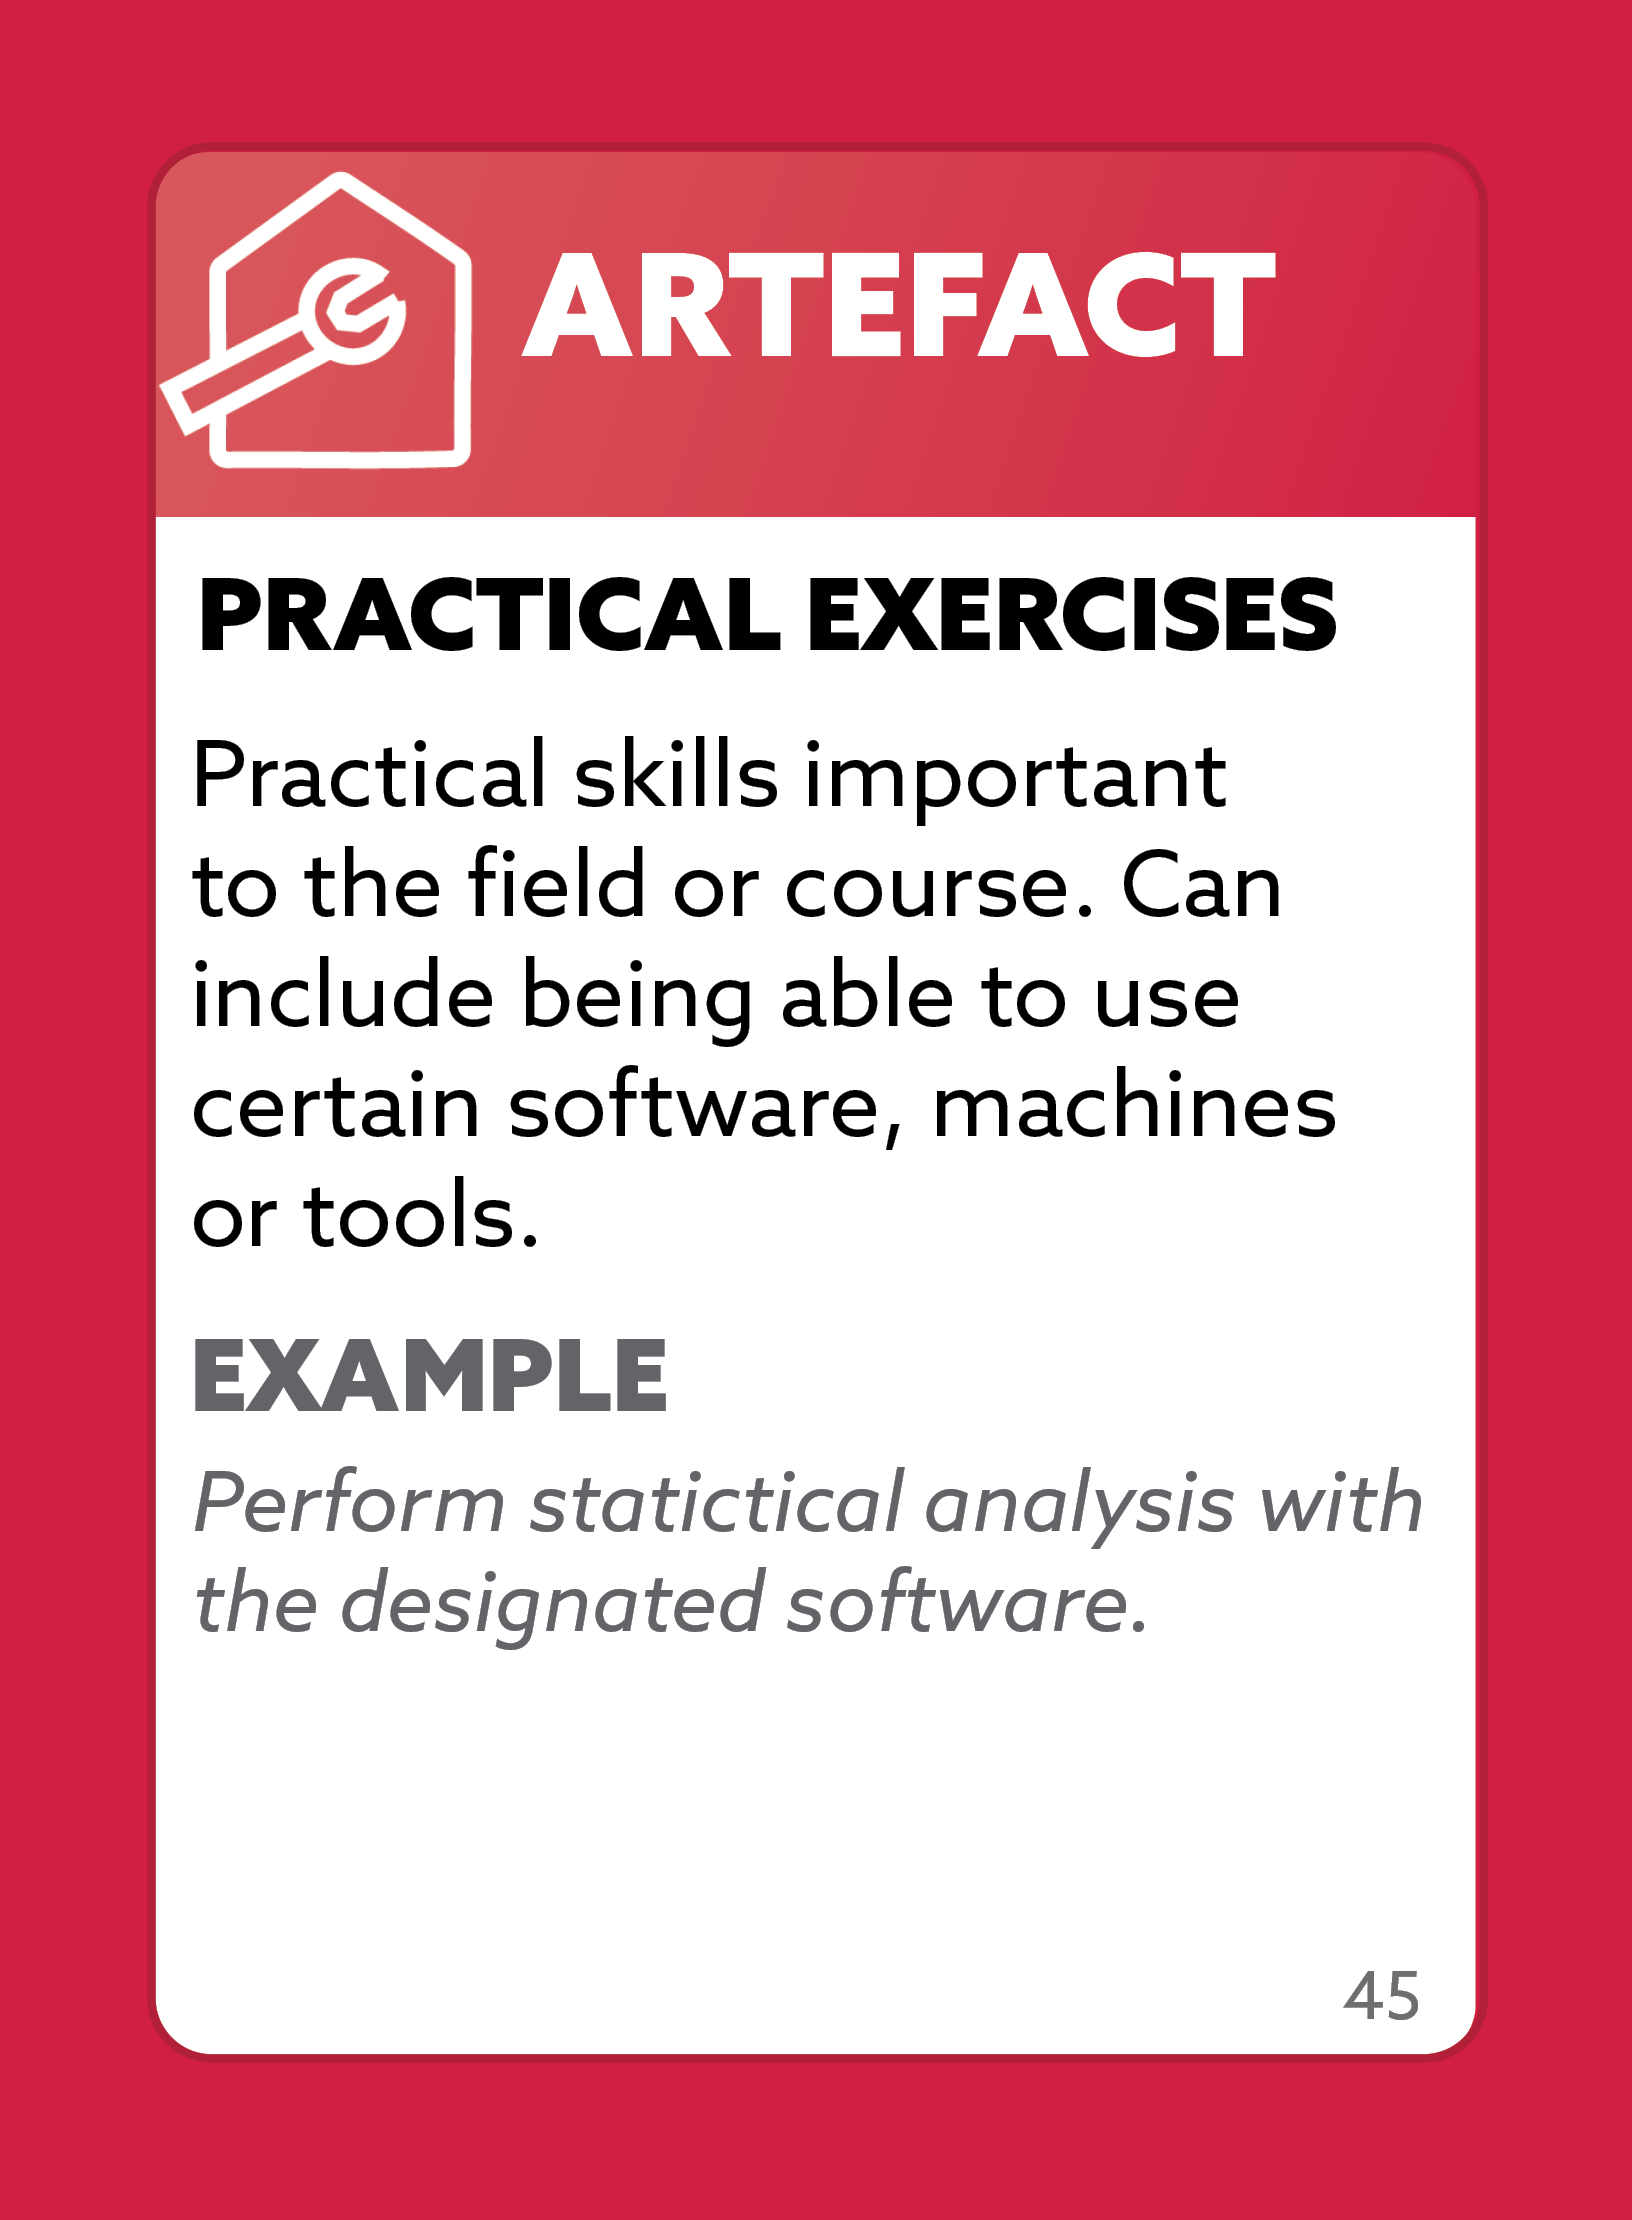 ARTEFACT
PRACTICAL EXERCISES
Practical skills important
to the field or course. Can
include being able to use
certain software, machines
or tools.
EXAMPLE
Perform statictical analysis with
the designated software.
45